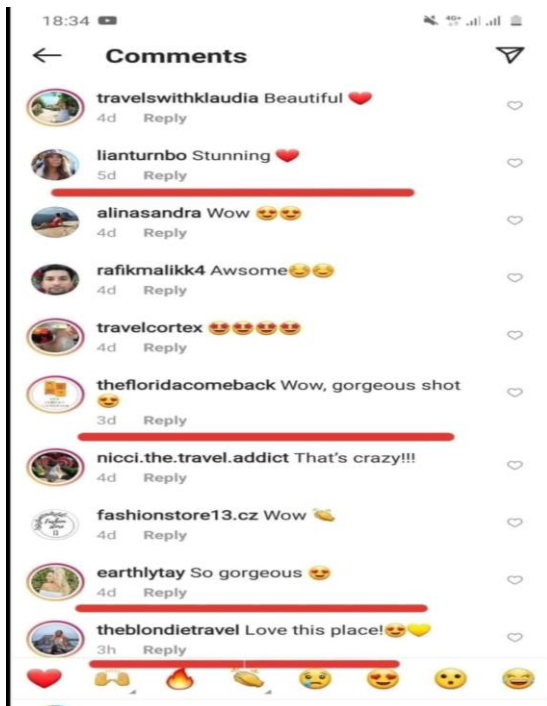 18:34
Comments
travelswithklaudia Beautiful ❤️
4d Reply
lianturnbo Stunning ❤️
5d Reply
alinasandra Wow 😍😍
4d Reply
rafikmalikk4 Awsome😂😂
4d Reply
travelcortex 😍😍😍😍
4d Reply
thefloridacomeback Wow, gorgeous shot
😍
3d Reply
nicci.the.travel.addict That's crazy!!!
4d Reply
fashionstore13.cz Wow 👏
4d Reply
earthlytay So gorgeous 😍
4d Reply
theblondietravel Love this place!😍💛
3h Reply
❤️🙌🔥👏😢😍😮😂